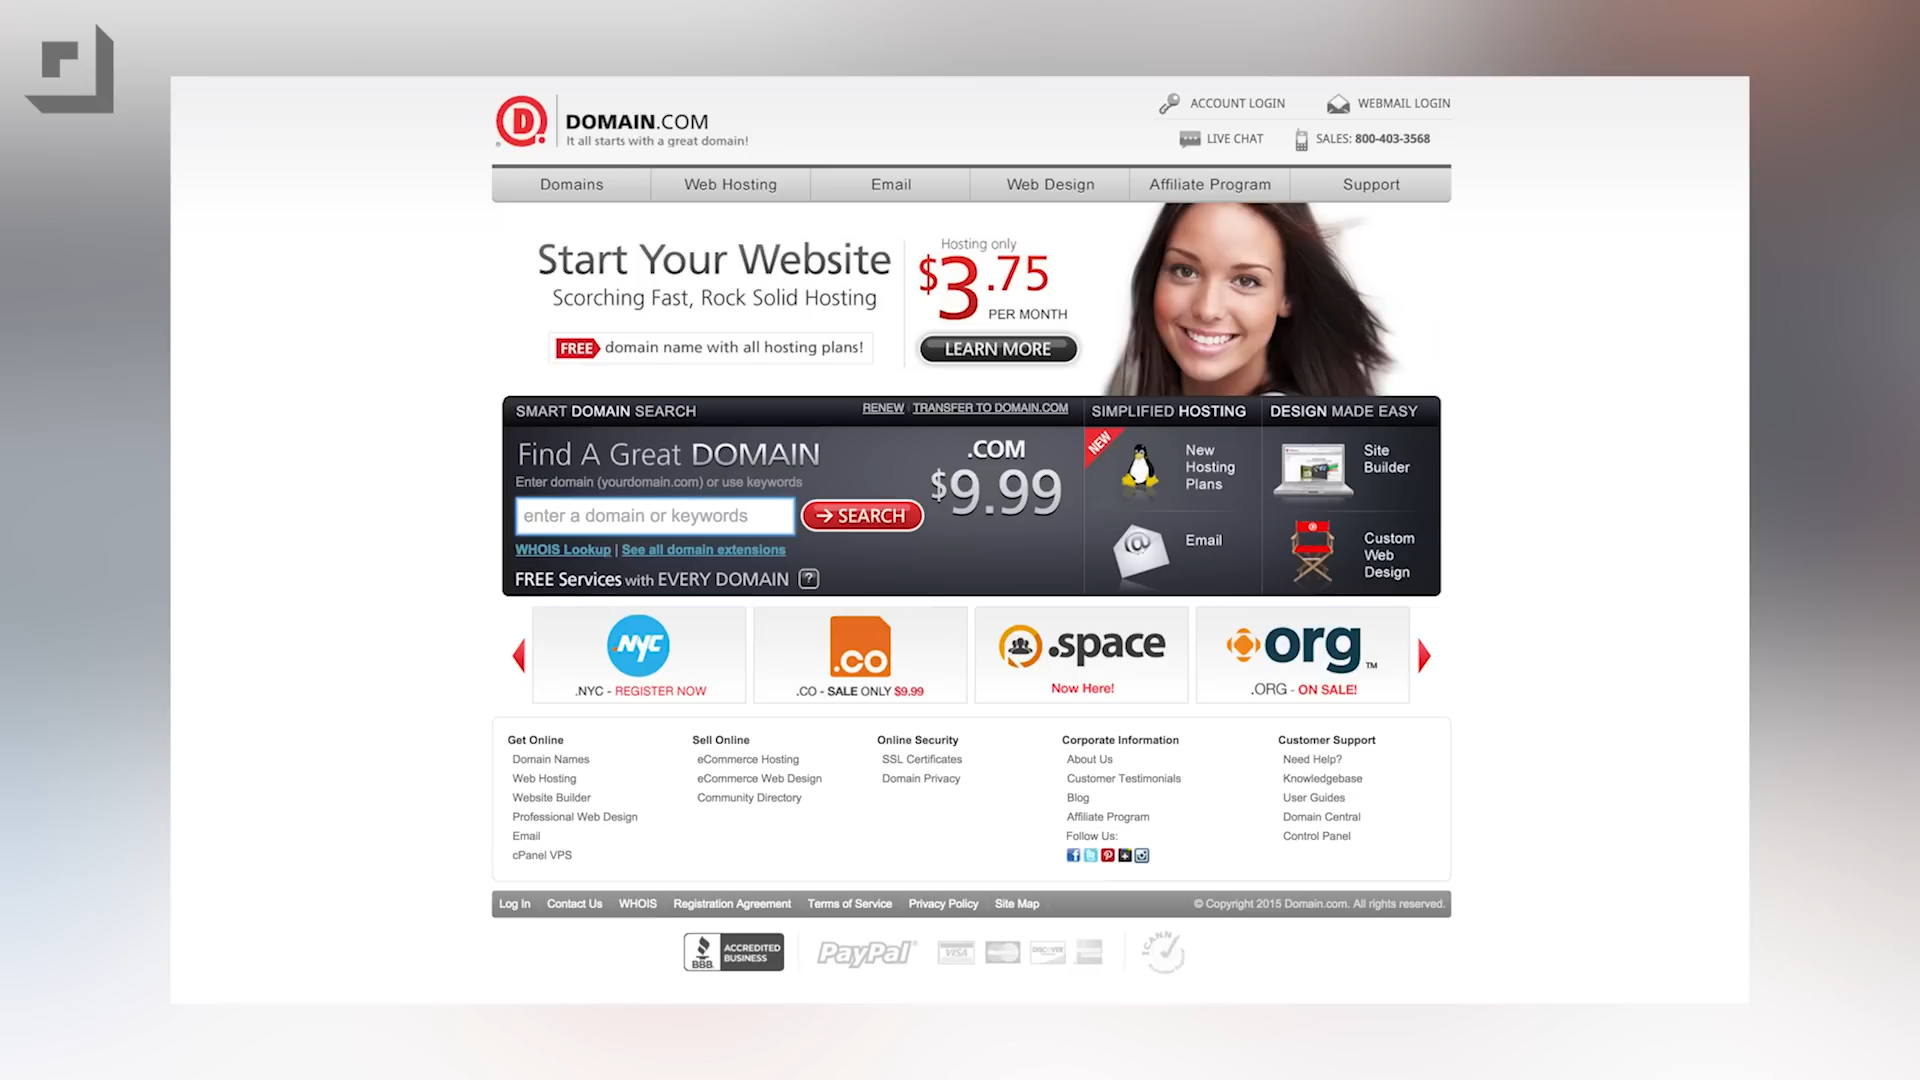 D.
DOMAIN.COM
It all starts with a great domain!
ACCOUNT LOGIN
WEBMAIL LOGIN
LIVE CHAT
SALES: 800-403-3568
Domains
Web Hosting
Email
Web Design
Affiliate Program
Support
Start Your Website
Scorching Fast, Rock Solid Hosting
FREE domain name with all hosting plans!
Hosting only
$3.75
PER MONTH
LEARN MORE
SMART DOMAIN SEARCH
RENEW
TRANSFER TO DOMAIN.COM
Find A Great DOMAIN
Enter domain (yourdomain.com) or use keywords
enter a domain or keywords
SEARCH
WHOIS Lookup | See all domain extensions
FREE Services with EVERY DOMAIN ?
.COM
$9.99
SIMPLIFIED HOSTING
NEW
New
Hosting
Plans
@
Email
DESIGN MADE EASY
Site
Builder
Custom
Web
Design
.NYC
.NYC - REGISTER NOW
.CO
.CO - SALE ONLY $9.99
.space
Now Here!
org™
.ORG - ON SALE!
Get Online
Domain Names
Web Hosting
Website Builder
Professional Web Design
Email
cPanel VPS
Sell Online
eCommerce Hosting
eCommerce Web Design
Community Directory
Online Security
SSL Certificates
Domain Privacy
Corporate Information
About Us
Customer Testimonials
Blog
Affiliate Program
Follow Us:
Customer Support
Need Help?
Knowledgebase
User Guides
Domain Central
Control Panel
Log In
Contact Us
WHOIS
Registration Agreement
Terms of Service
Privacy Policy
Site Map
© Copyright 2015 Domain.com. All rights reserved.
BBB.
ACCREDITED
BUSINESS
PayPal
VISA
DISCOVER
ICANN